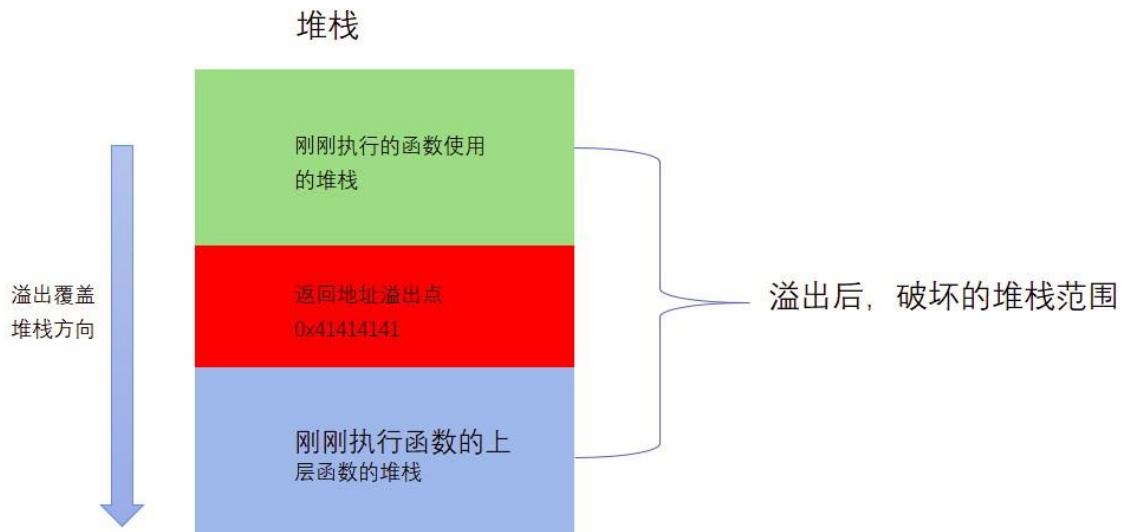 堆栈
刚刚执行的函数使用
的堆栈
溢出覆盖
堆栈方向
返回地址溢出点
0x41414141
溢出后，破坏的堆栈范围
刚刚执行函数的上
层函数的堆栈